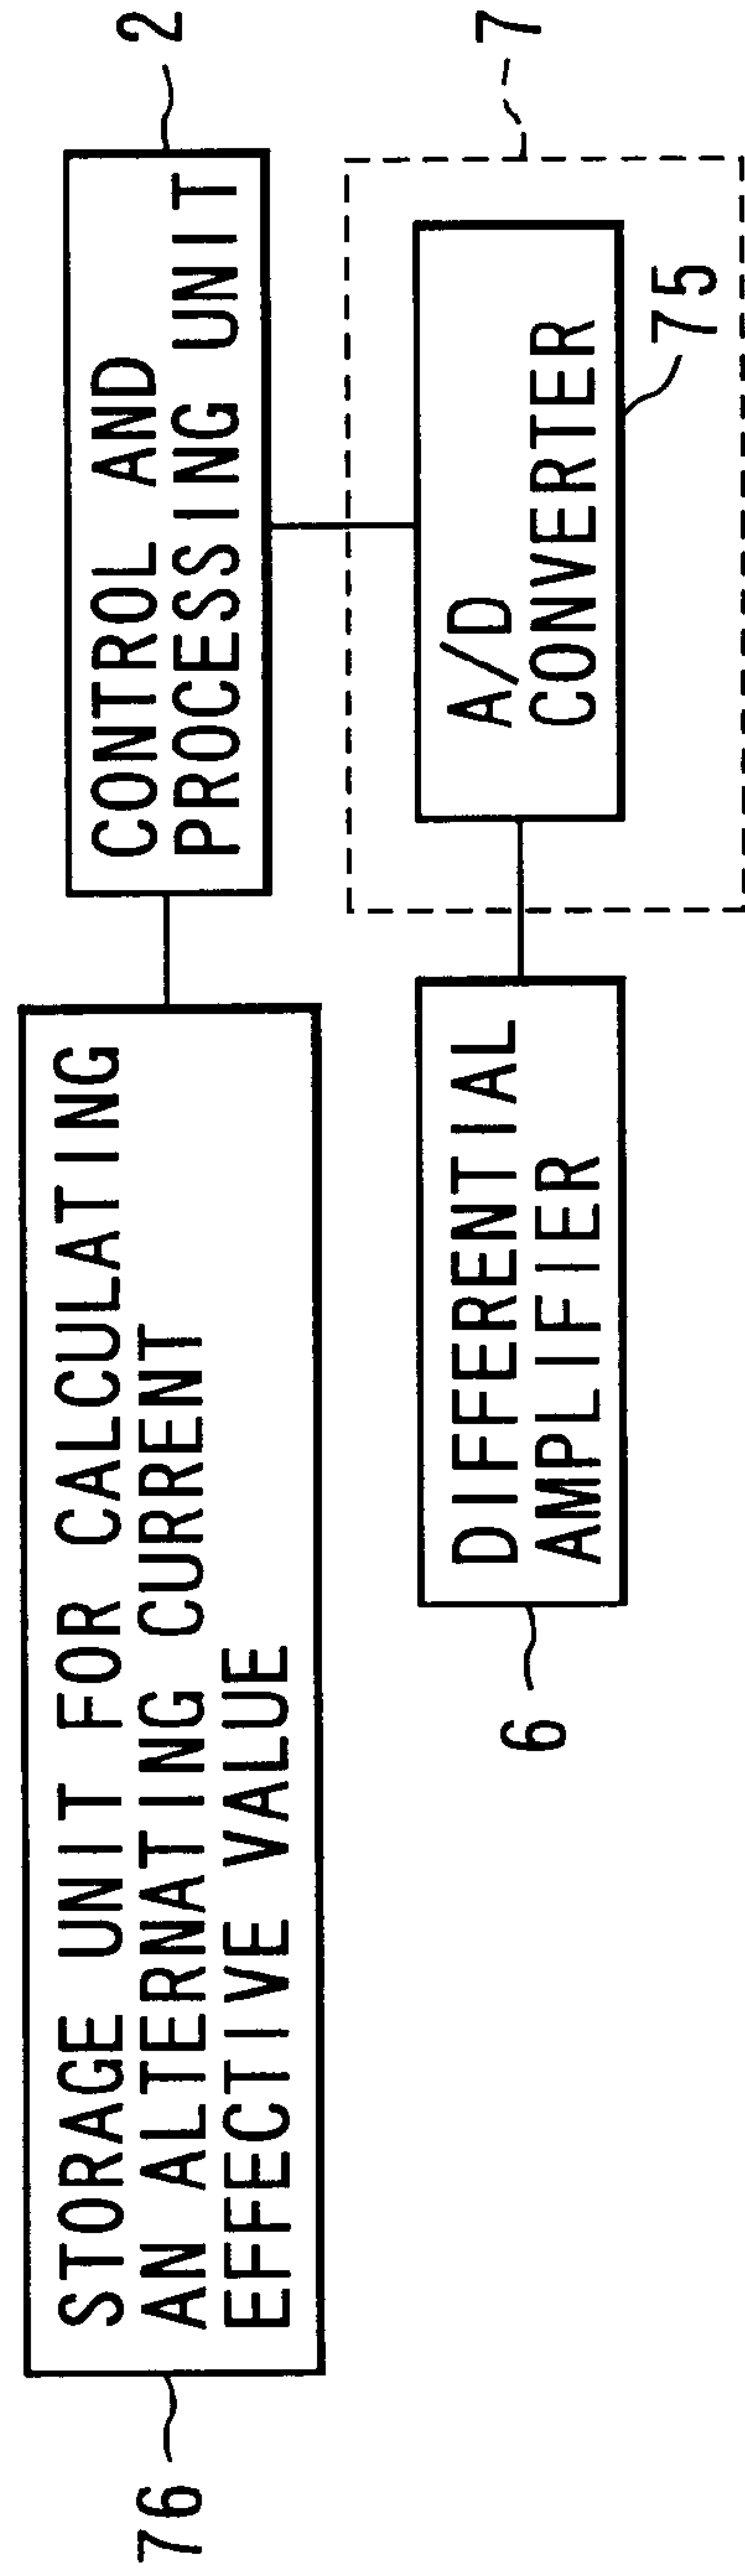 76
STORAGE UNIT FOR CALCULATING
AN ALTERNATING CURRENT
EFFECTIVE VALUE
CONTROL AND
PROCESSING UNIT
2
6
DIFFERENTIAL
AMPLIFIER
A/D
CONVERTER
75
7